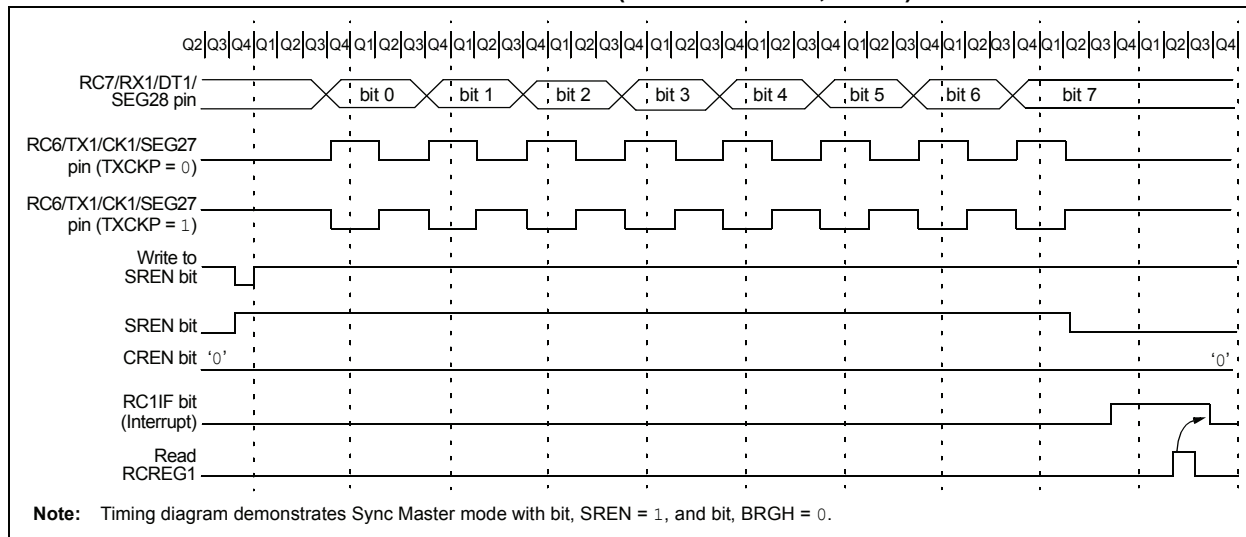 Q2 Q3 Q4 Q1 Q2 Q3 Q4 Q1 Q2 Q3 Q4 Q1 Q2 Q3 Q4 Q1 Q2 Q3 Q4 Q1 Q2 Q3 Q4 Q1 Q2 Q3 Q4 Q1 Q2 Q3 Q4 Q1 Q2 Q3 Q4 Q1 Q2 Q3 Q4 Q1 Q2 Q3 Q4
RC7/RX1/DT1/
SEG28 pin
bit 0 bit 1 bit 2 bit 3 bit 4 bit 5 bit 6 bit 7
RC6/TX1/CK1/SEG27
pin (TXCKP = 0)
RC6/TX1/CK1/SEG27
pin (TXCKP = 1)
Write to
SREN bit
SREN bit
CREN bit '0' '0'
RC1IF bit
(Interrupt)
Read
RCREG1
Note: Timing diagram demonstrates Sync Master mode with bit, SREN = 1, and bit, BRGH = 0.